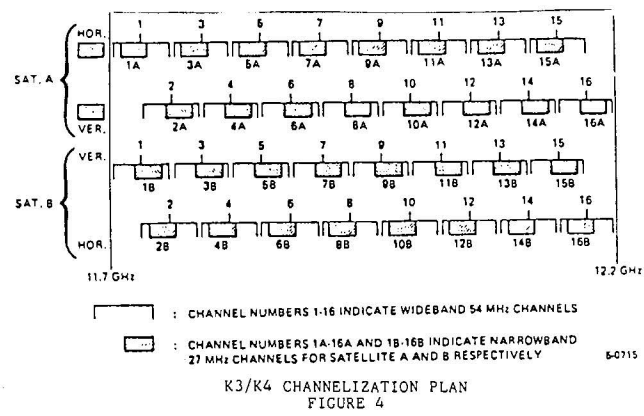 HOR.
1 3 5 7 9 11 13 15
1A 3A 5A 7A 9A 11A 13A 15A
SAT. A
2 4 6 8 10 12 14 16
2A 4A 6A 8A 10A 12A 14A 16A
VER.
VER.
1 3 5 7 9 11 13 15
1B 3B 5B 7B 9B 11B 13B 15B
SAT. B
2 4 6 8 10 12 14 16
2B 4B 6B 8B 10B 12B 14B 16B
HOR.
11.7 GHz 12.2 GHz
: CHANNEL NUMBERS 1-16 INDICATE WIDEBAND 54 MHz CHANNELS
: CHANNEL NUMBERS 1A-16A AND 1B-16B INDICATE NARROWBAND
27 MHz CHANNELS FOR SATELLITE A AND B RESPECTIVELY
6-0715
K3/K4 CHANNELIZATION PLAN
FIGURE 4